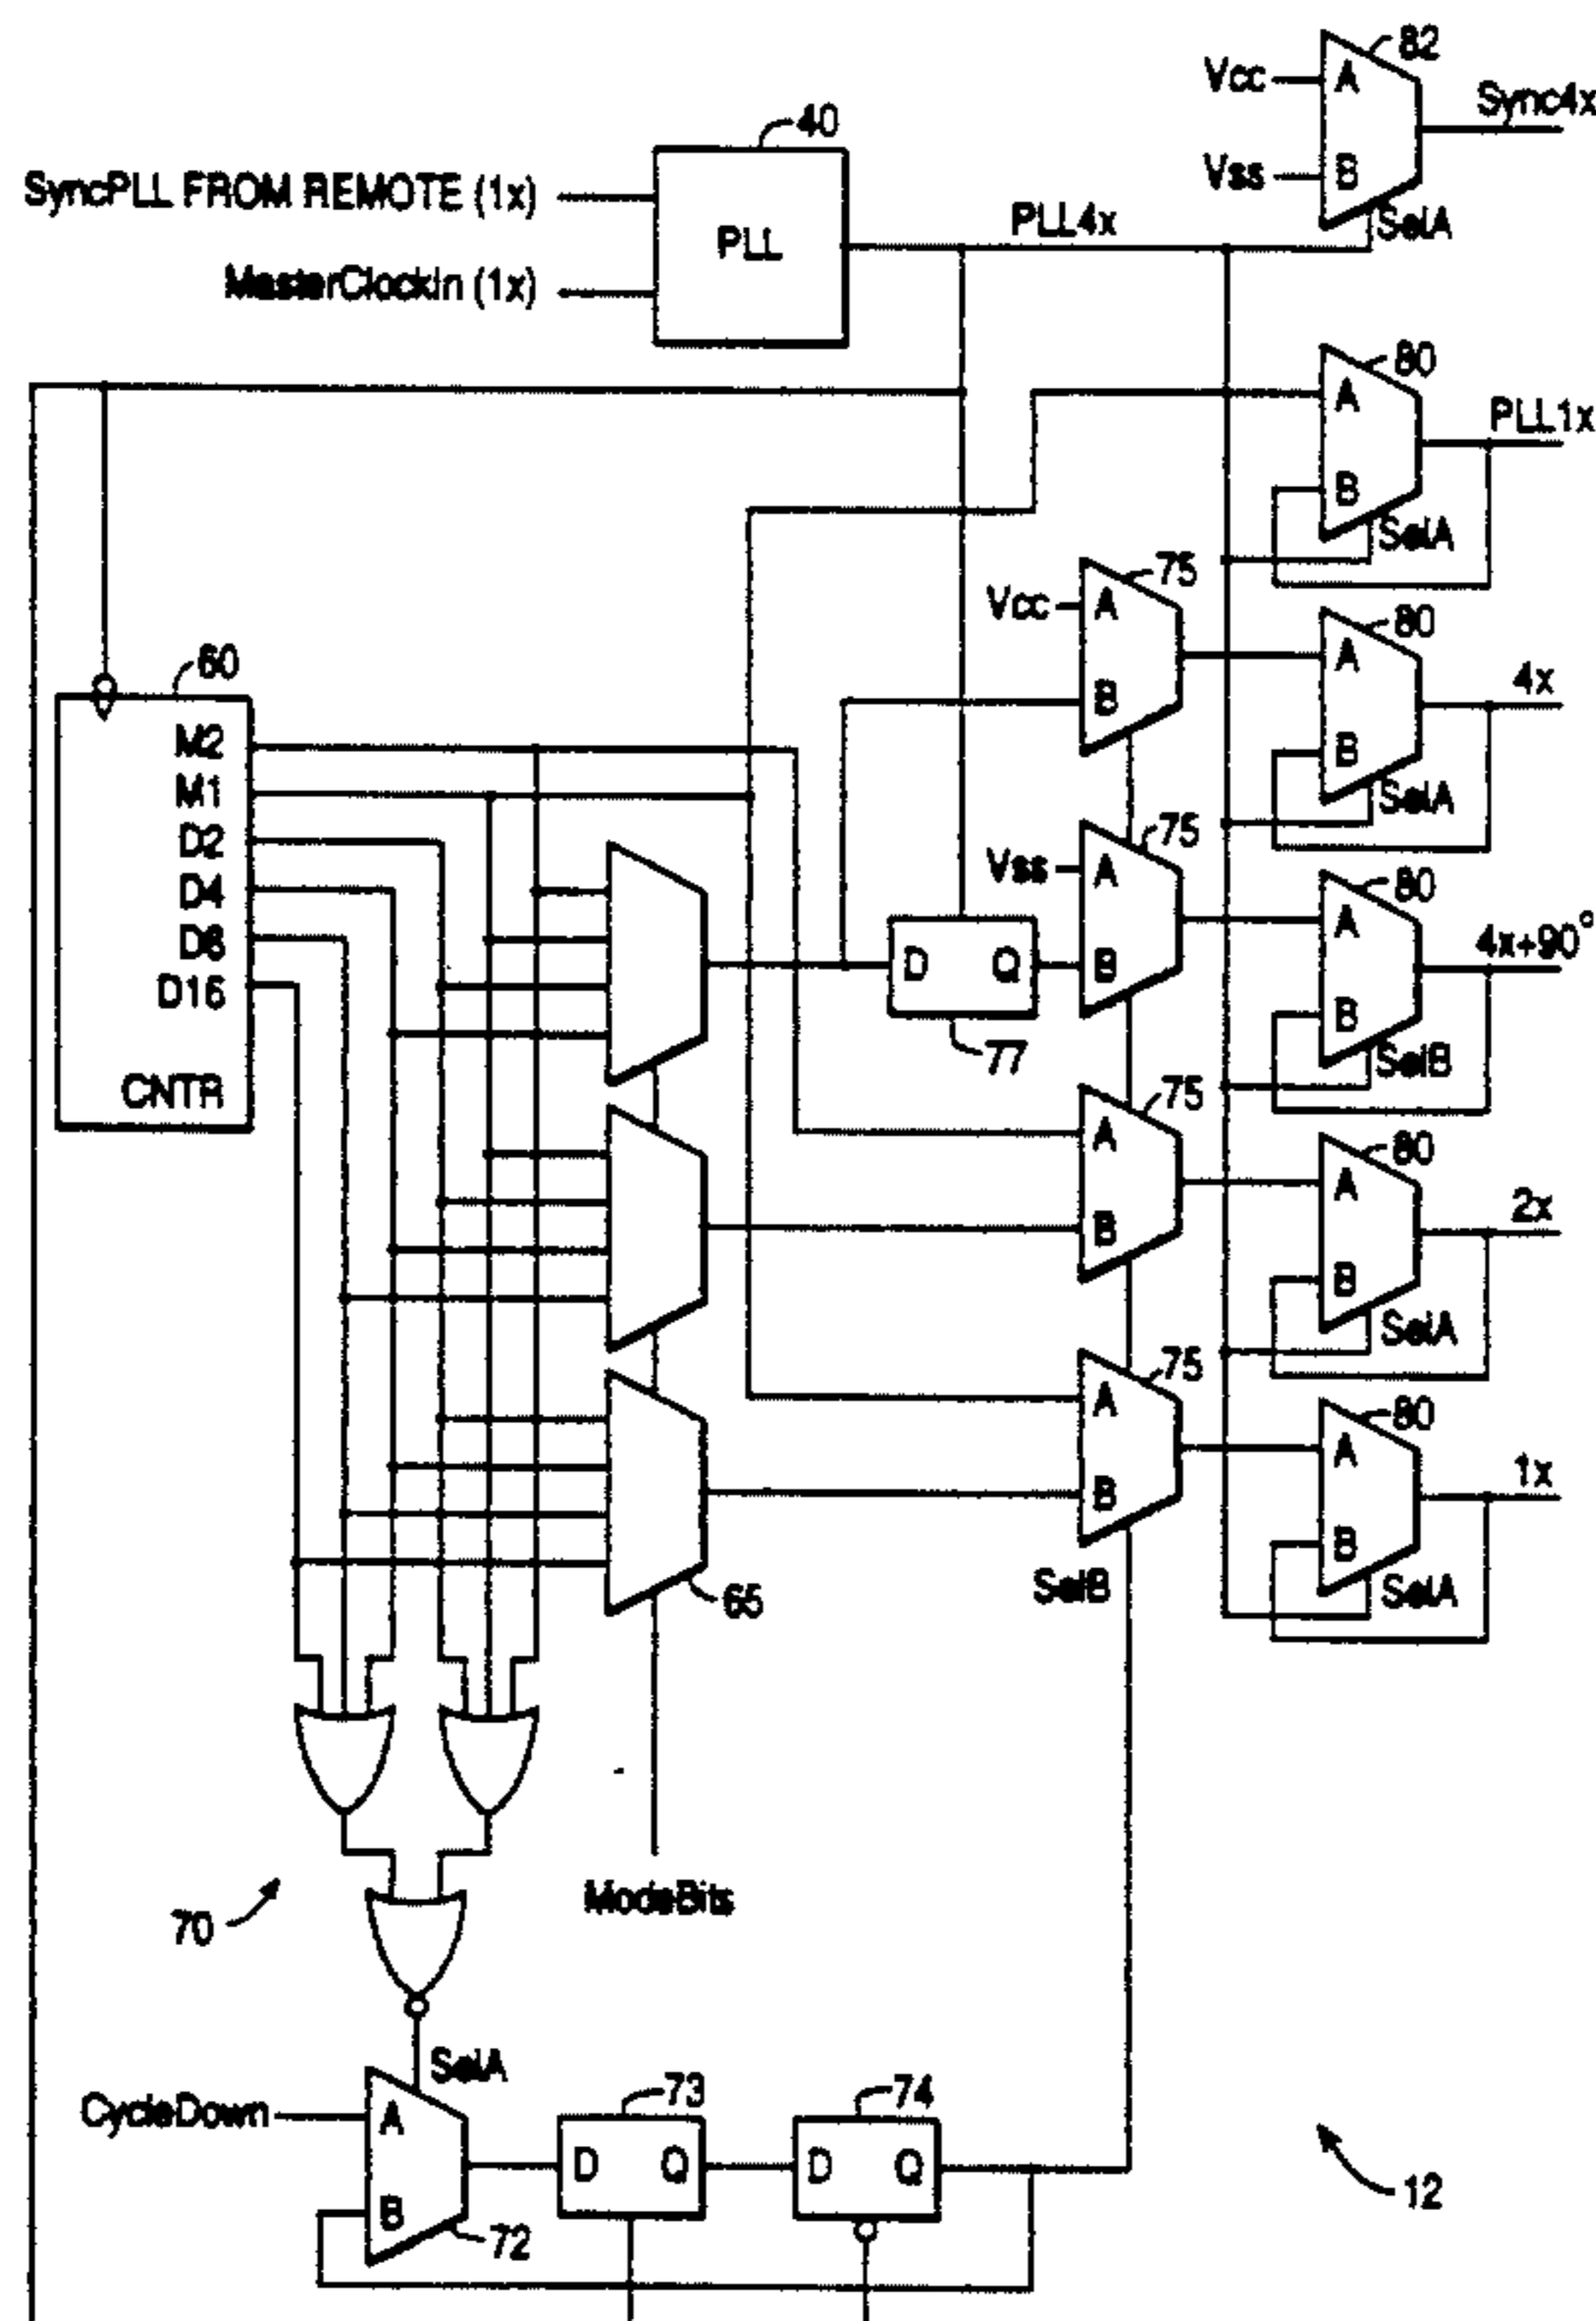 82
Vcc
A
Sync4x
40
SyncPLL FROM REMOTE (1x)
Vss
B
PLL4x
SelA
PLL
MasterClockIn (1x)
80
A
PLL1x
B
SelA
75
Vcc
A
80
A
60
4x
B
M2
B
M1
SelA
75
D2
Vss
A
80
D4
A
D8
4x+90°
D
Q
B
D16
B
77
SelB
CNTR
75
80
A
A
2x
B
B
SelA
75
80
A
A
1x
B
B
65
SelB
SelA
ModeBits
70
SelA
73
74
CycleDown
A
D
Q
D
Q
12
B
72